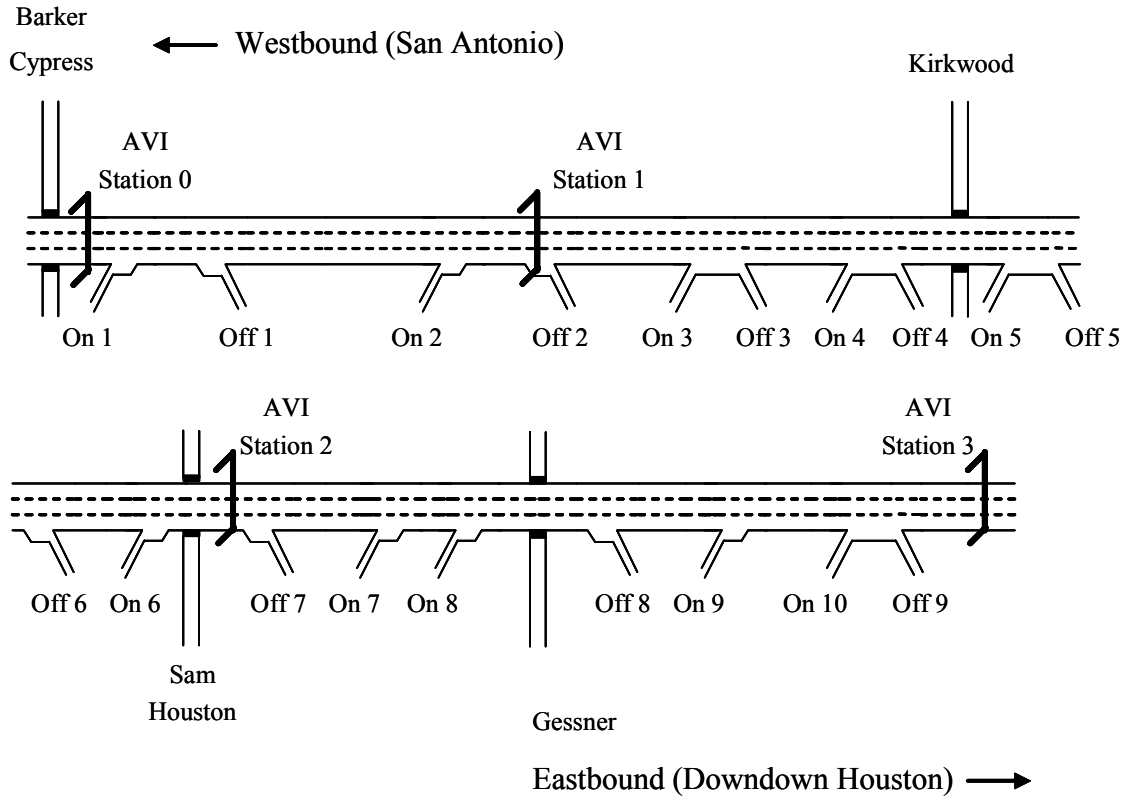 Barker
Cypress
Westbound (San Antonio)
Kirkwood
AVI
Station 0
AVI
Station 1
On 1
Off 1
On 2
Off 2
On 3
Off 3
On 4
Off 4
On 5
Off 5
AVI
Station 2
AVI
Station 3
Off 6
On 6
Off 7
On 7
On 8
Off 8
On 9
On 10
Off 9
Sam
Houston
Gessner
Eastbound (Downdown Houston)